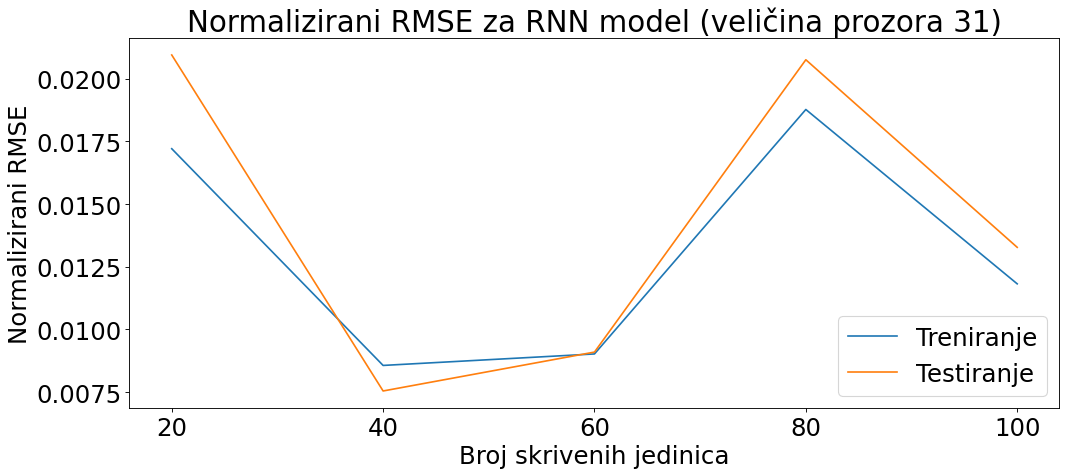 Normalizirani RMSE za RNN model (veličina prozora 31)
Normalizirani RMSE
0.0200
0.0175
0.0150
0.0125
0.0100
0.0075
Treniranje
Testiranje
20 40 60 80 100
Broj skrivenih jedinica